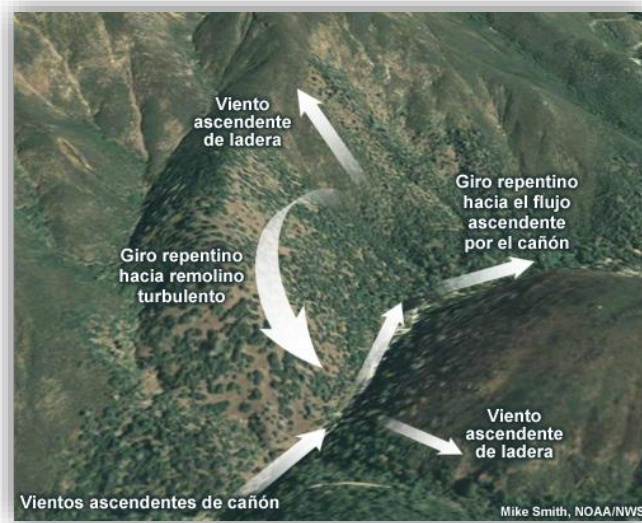 Viento
ascendente
de ladera
Giro repentino
hacia el flujo
ascendente
por el cañón
Giro repentino
hacia remolino
turbulento
Viento
ascendente
de ladera
Vientos ascendentes de cañón
Mike Smith, NOAA/NWS